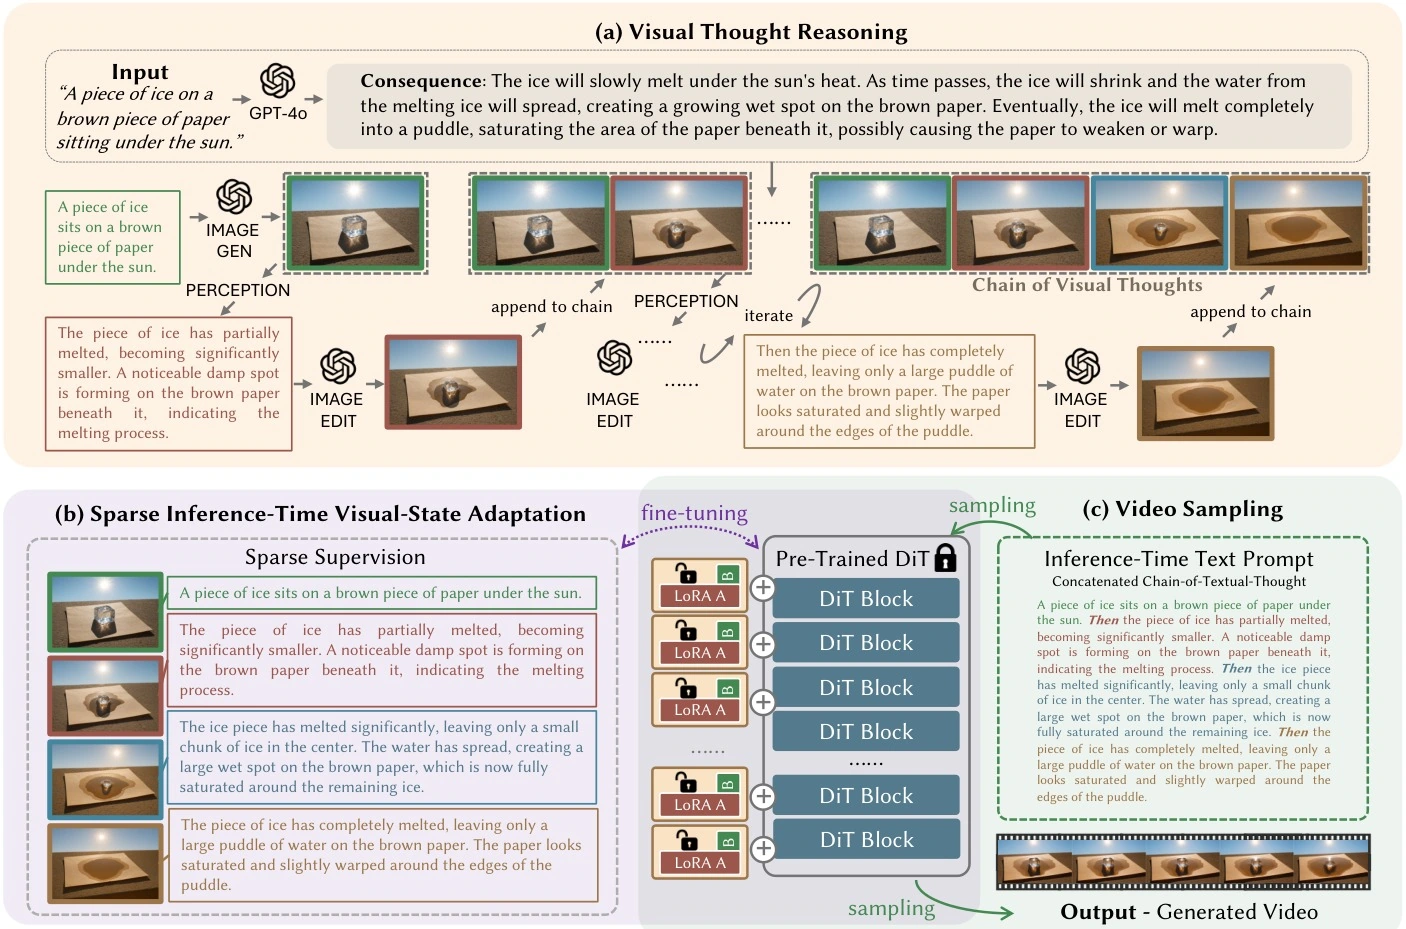 (a) Visual Thought Reasoning
Input
“A piece of ice on a
brown piece of paper
sitting under the sun.”
GPT-4o
Consequence: The ice will slowly melt under the sun's heat. As time passes, the ice will shrink and the water from
the melting ice will spread, creating a growing wet spot on the brown paper. Eventually, the ice will melt completely
into a puddle, saturating the area of the paper beneath it, possibly causing the paper to weaken or warp.
A piece of ice
sits on a brown
piece of paper
under the sun.
IMAGE
GEN
PERCEPTION
The piece of ice has partially
melted, becoming significantly
smaller. A noticeable damp spot
is forming on the brown paper
beneath it, indicating the
melting process.
IMAGE
EDIT
append to chain
PERCEPTION
......
......
IMAGE
EDIT
......
iterate
Chain of Visual Thoughts
Then the piece of ice has completely
melted, leaving only a large puddle of
water on the brown paper. The paper
looks saturated and slightly warped
around the edges of the puddle.
IMAGE
EDIT
append to chain
(b) Sparse Inference-Time Visual-State Adaptation
Sparse Supervision
A piece of ice sits on a brown piece of paper under the sun.
The piece of ice has partially melted, becoming
significantly smaller. A noticeable damp spot is forming on
the brown paper beneath it, indicating the melting
process.
The ice piece has melted significantly, leaving only a small
chunk of ice in the center. The water has spread, creating a
large wet spot on the brown paper, which is now fully
saturated around the remaining ice.
The piece of ice has completely melted, leaving only a
large puddle of water on the brown paper. The paper looks
saturated and slightly warped around the edges of the
puddle.
fine-tuning
B
LoRA A
B
LoRA A
B
LoRA A
......
B
LoRA A
B
LoRA A
Pre-Trained DiT
DiT Block
DiT Block
DiT Block
DiT Block
......
DiT Block
DiT Block
sampling
sampling
(c) Video Sampling
Inference-Time Text Prompt
Concatenated Chain-of-Textual-Thought
A piece of ice sits on a brown piece of paper under
the sun. Then the piece of ice has partially melted,
becoming significantly smaller. A noticeable damp
spot is forming on the brown paper beneath it,
indicating the melting process. Then the ice piece
has melted significantly, leaving only a small chunk
of ice in the center. The water has spread, creating a
large wet spot on the brown paper, which is now
fully saturated around the remaining ice. Then the
piece of ice has completely melted, leaving only a
large puddle of water on the brown paper. The paper
looks saturated and slightly warped around the
edges of the puddle.
Output - Generated Video